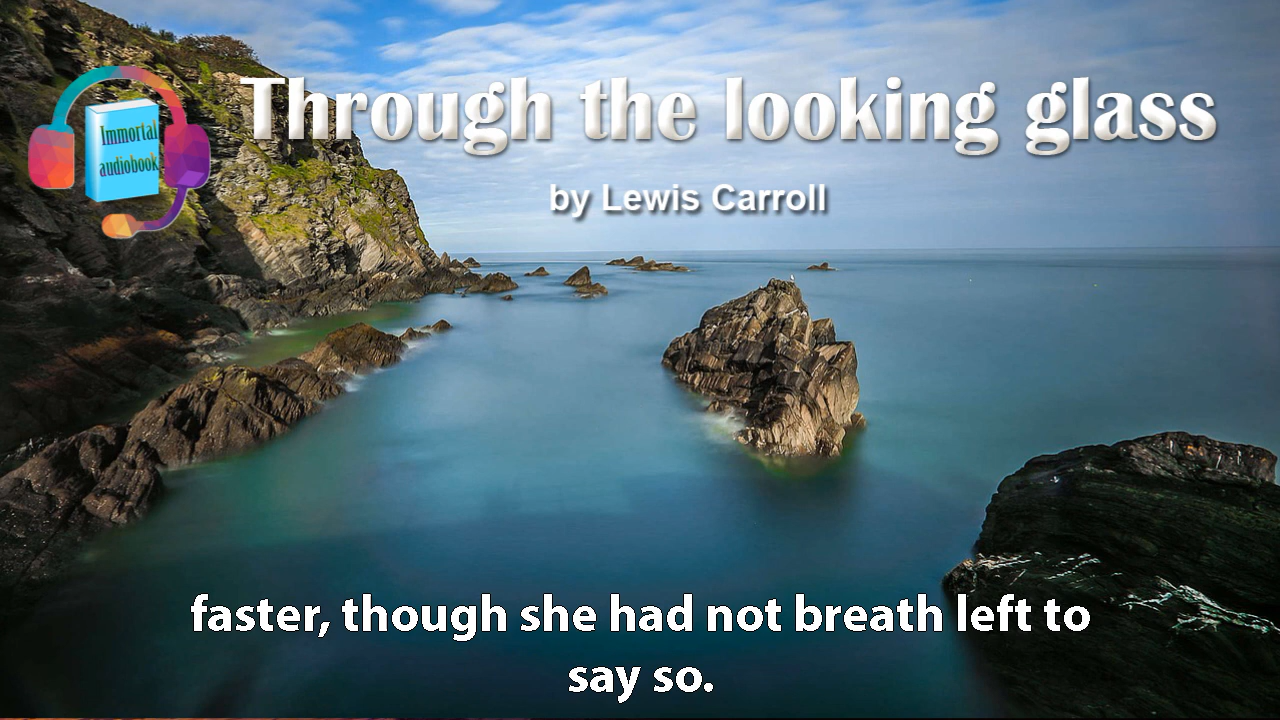 Through the looking glass
Immortal
audiobook
by Lewis Carroll
faster, though she had not breath left to
say so.